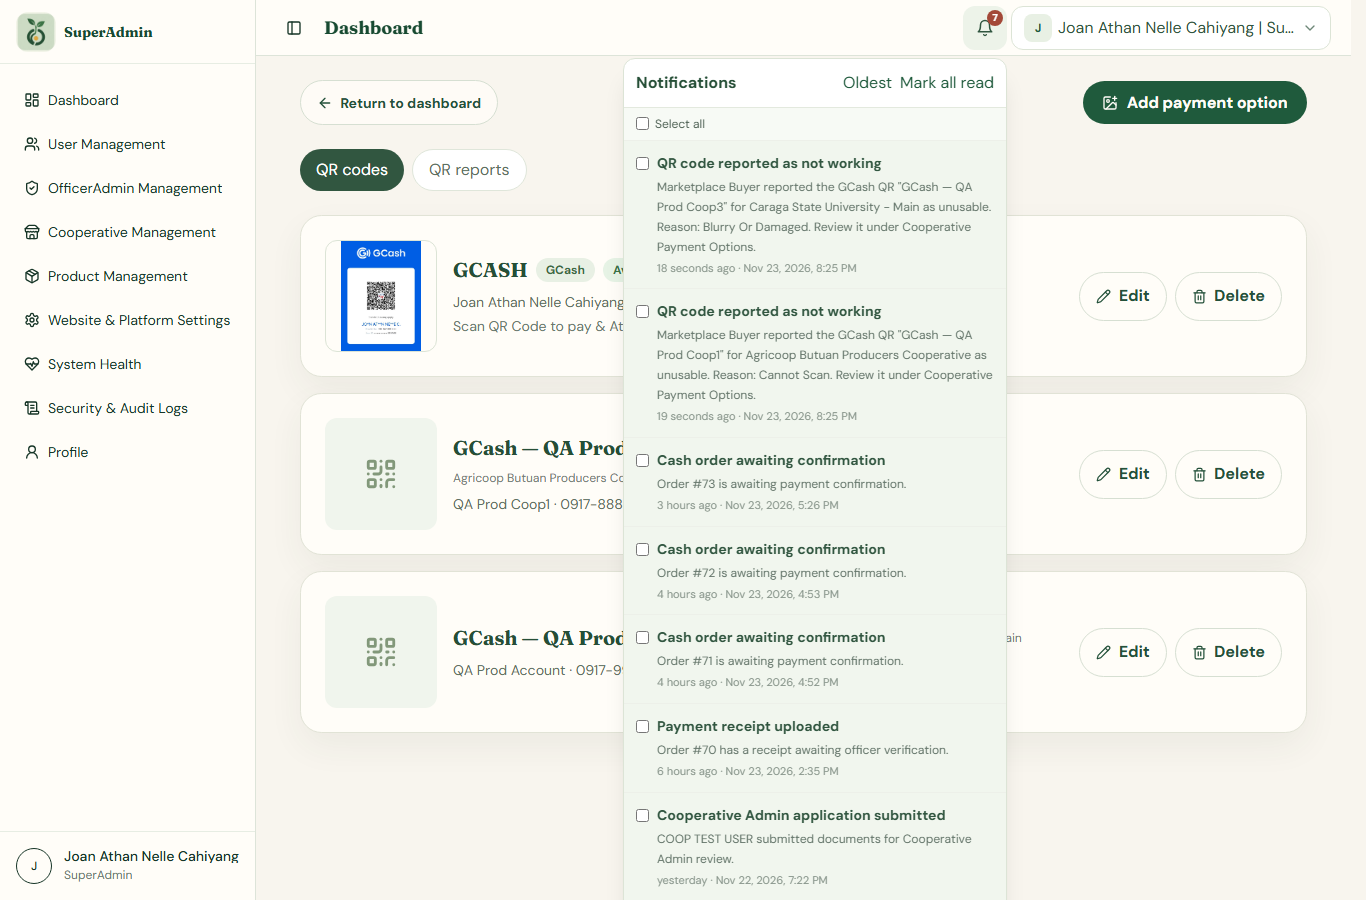 SuperAdmin
Dashboard
User Management
OfficerAdmin Management
Cooperative Management
Product Management
Website & Platform Settings
System Health
Security & Audit Logs
Profile
J
Joan Athan Nelle Cahiyang
SuperAdmin
Dashboard
7
J
Joan Athan Nelle Cahiyang | Su...
Return to dashboard
Add payment option
QR codes
QR reports
GCash
GCASH
GCash
Joan Athan Nelle Cahiyang
Scan QR Code to pay & At
Edit
Delete
GCash — QA Prod
Agricoop Butuan Producers Co
QA Prod Coop1 · 0917-888
Edit
Delete
GCash — QA Prod
ain
QA Prod Account · 0917-9
Edit
Delete
Notifications
Oldest
Mark all read
Select all
QR code reported as not working
Marketplace Buyer reported the GCash QR "GCash — QA
Prod Coop3" for Caraga State University - Main as unusable.
Reason: Blurry Or Damaged. Review it under Cooperative
Payment Options.
18 seconds ago · Nov 23, 2026, 8:25 PM
QR code reported as not working
Marketplace Buyer reported the GCash QR "GCash — QA
Prod Coop1" for Agricoop Butuan Producers Cooperative as
unusable. Reason: Cannot Scan. Review it under Cooperative
Payment Options.
19 seconds ago · Nov 23, 2026, 8:25 PM
Cash order awaiting confirmation
Order #73 is awaiting payment confirmation.
3 hours ago · Nov 23, 2026, 5:26 PM
Cash order awaiting confirmation
Order #72 is awaiting payment confirmation.
4 hours ago · Nov 23, 2026, 4:53 PM
Cash order awaiting confirmation
Order #71 is awaiting payment confirmation.
4 hours ago · Nov 23, 2026, 4:52 PM
Payment receipt uploaded
Order #70 has a receipt awaiting officer verification.
6 hours ago · Nov 23, 2026, 2:35 PM
Cooperative Admin application submitted
COOP TEST USER submitted documents for Cooperative
Admin review.
yesterday · Nov 22, 2026, 7:22 PM